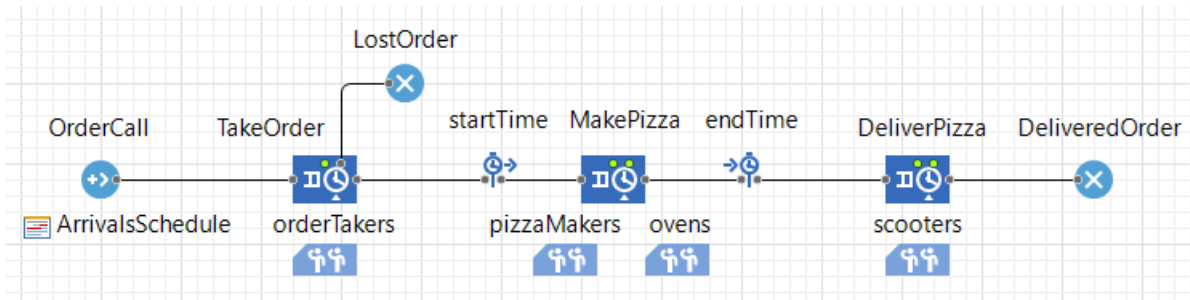 LostOrder
OrderCall TakeOrder startTime MakePizza endTime DeliverPizza DeliveredOrder
ArrivalsSchedule orderTakers pizzaMakers ovens scooters